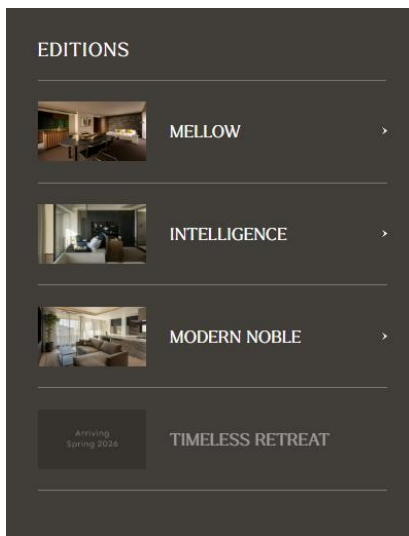 EDITIONS
MELLOW
INTELLIGENCE
MODERN NOBLE
Arriving
Spring 2026
TIMELESS RETREAT